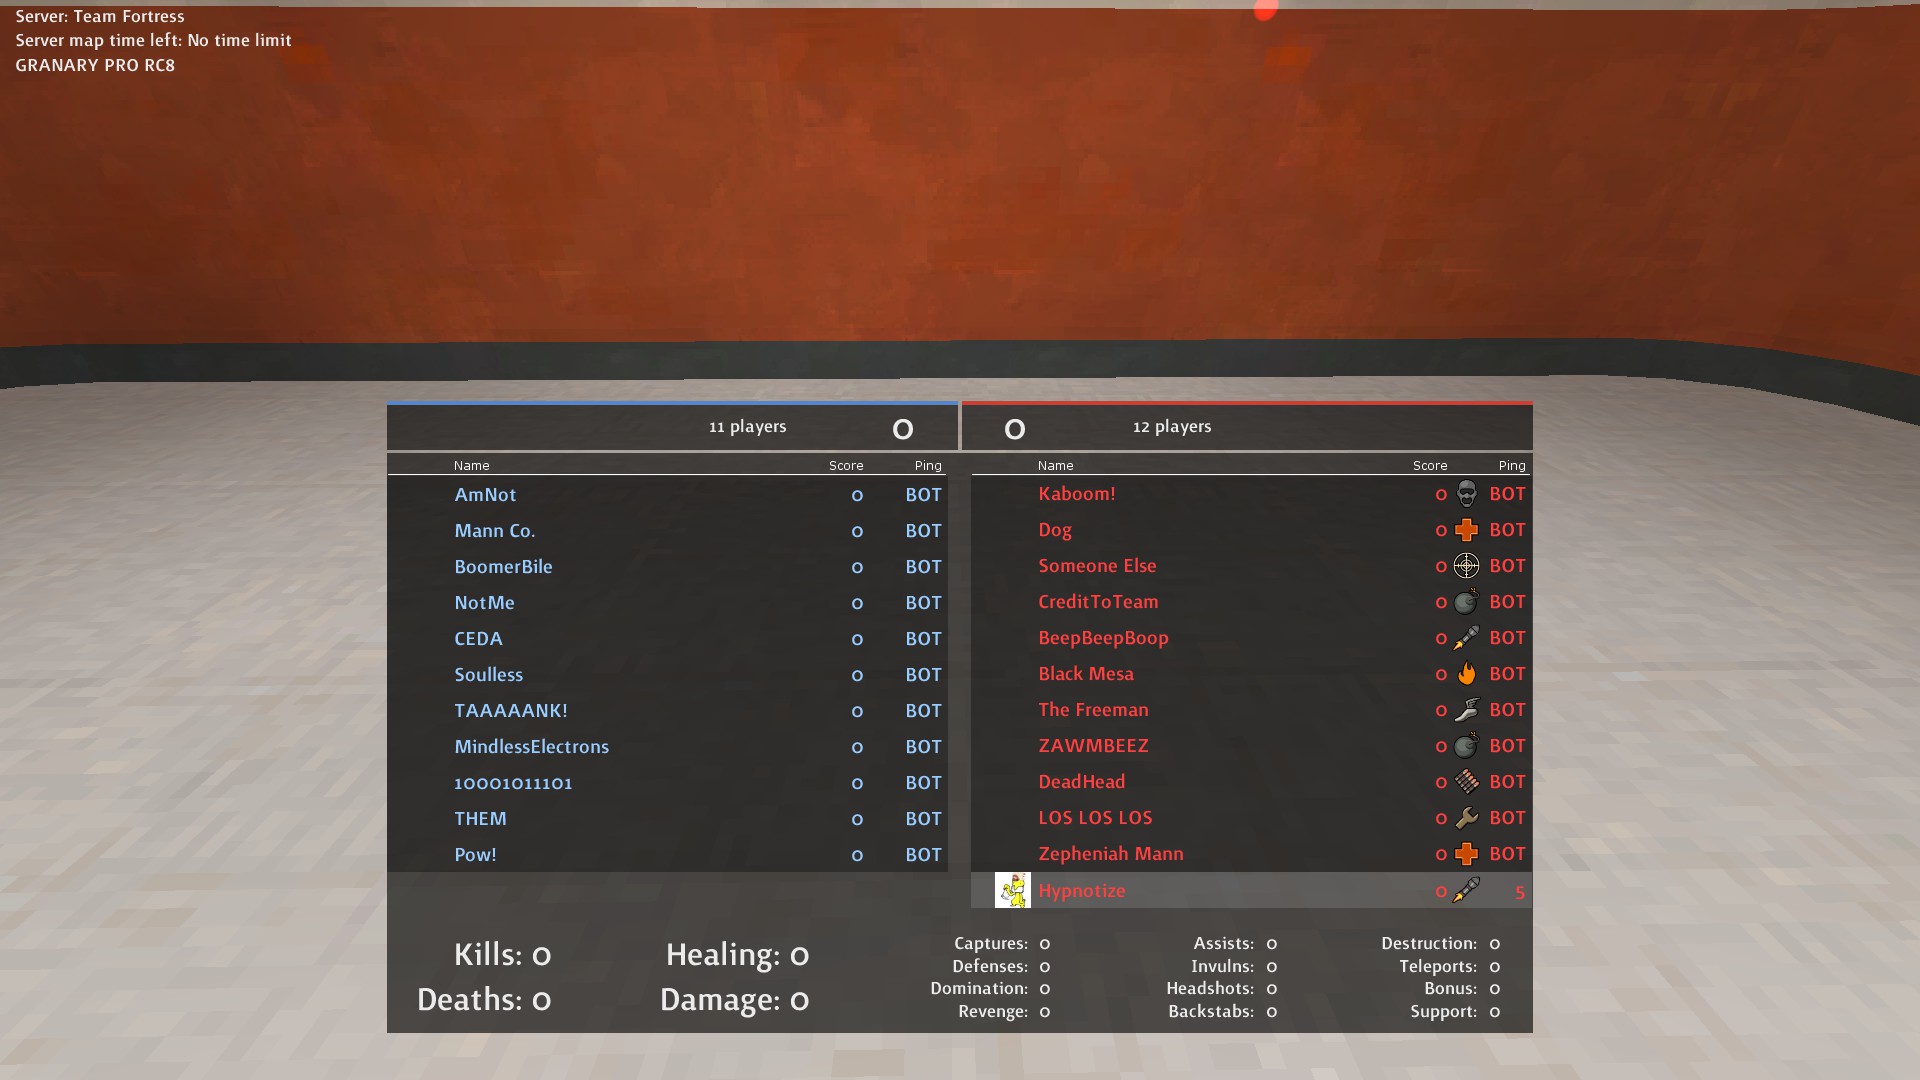 Server: Team Fortress
Server map time left: No time limit
GRANARY PRO RC8
11 players 0
0 12 players
Name Score Ping
AmNot 0 BOT
Mann Co. 0 BOT
BoomerBile 0 BOT
NotMe 0 BOT
CEDA 0 BOT
Soulless 0 BOT
TAAAAANK! 0 BOT
MindlessElectrons 0 BOT
10001011101 0 BOT
THEM 0 BOT
Pow! 0 BOT
Name Score Ping
Kaboom! 0 BOT
Dog 0 BOT
Someone Else 0 BOT
CreditToTeam 0 BOT
BeepBeepBoop 0 BOT
Black Mesa 0 BOT
The Freeman 0 BOT
ZAWMBEEZ 0 BOT
DeadHead 0 BOT
LOS LOS LOS 0 BOT
Zepheniah Mann 0 BOT
Hypnotize 0 5
Kills: 0 Healing: 0
Deaths: 0 Damage: 0
Captures: 0 Assists: 0 Destruction: 0
Defenses: 0 Invulns: 0 Teleports: 0
Domination: 0 Headshots: 0 Bonus: 0
Revenge: 0 Backstabs: 0 Support: 0